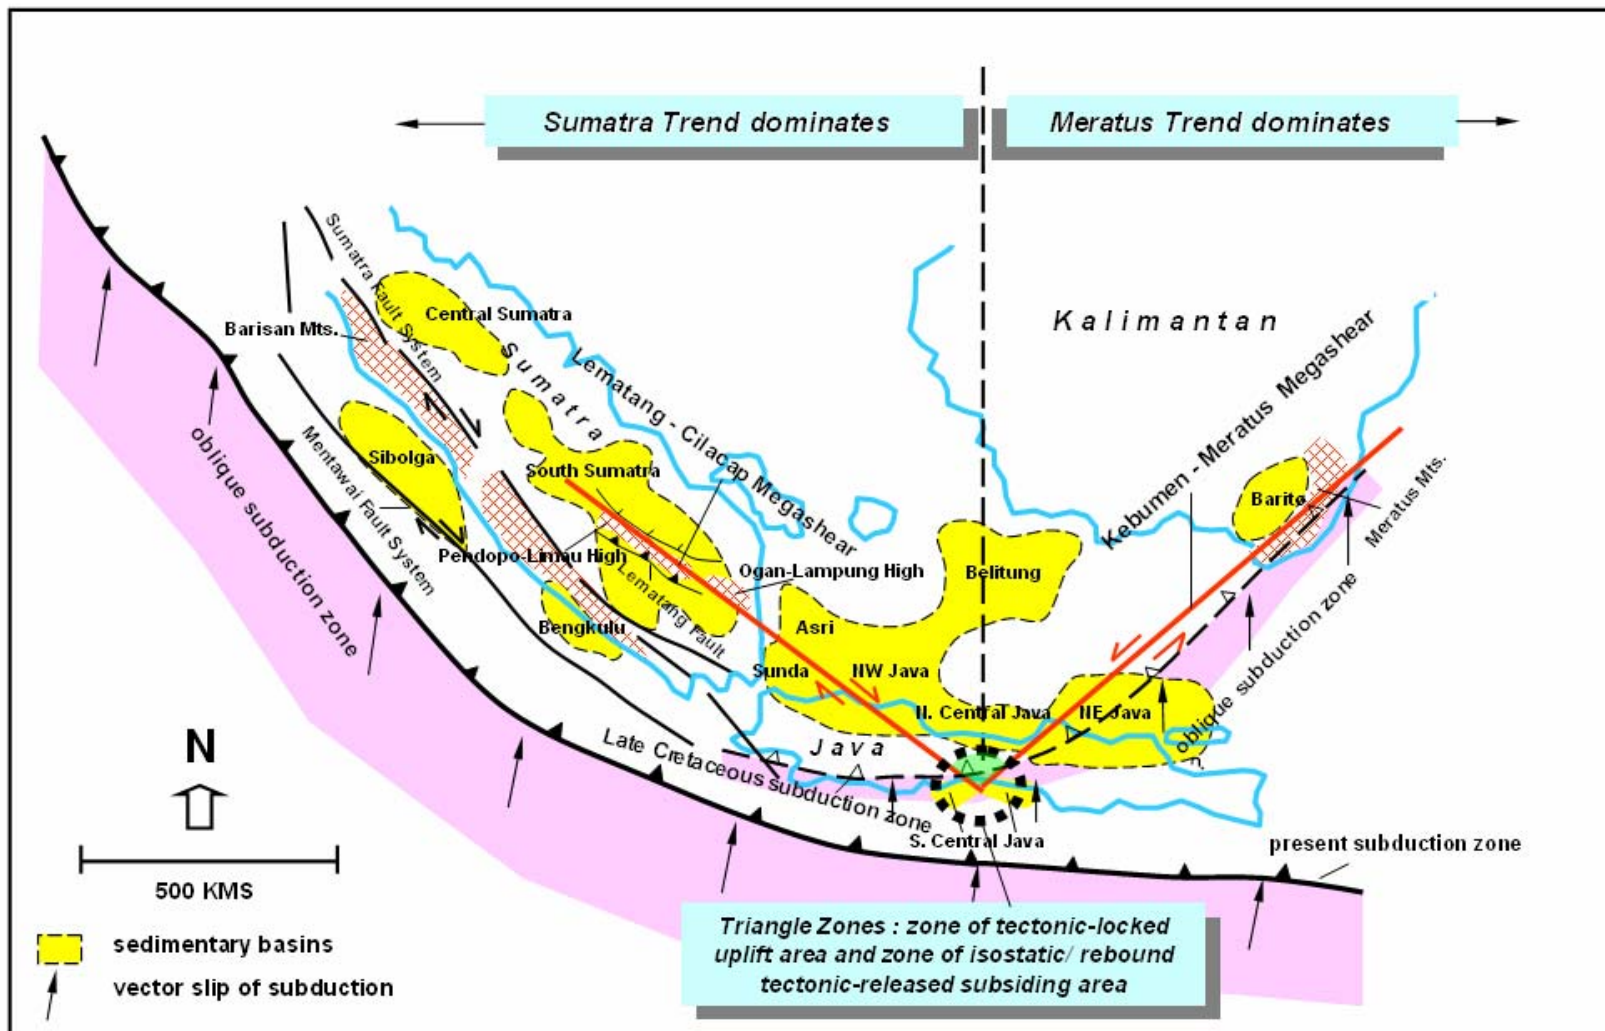 Sumatra Trend dominates
Meratus Trend dominates
Sumatra Fault System
Barisan Mts.
Central Sumatra
Sumatra
Kalimantan
Lematang - Cilacap Megashear
Kebumen - Meratus Megashear
Sibolga
South Sumatra
Barito
Meratus Mts.
oblique subduction zone
Mentawai Fault System
Pendopo-Limau High
Ogan-Lampung High
Lematang Fault
Belitung
Bengkulu
Asri
Sunda
NW Java
N. Central Java
NE Java
oblique subduction zone
?
Java
Late Cretaceous subduction zone
S. Central Java
present subduction zone
N
500 KMS
sedimentary basins
vector slip of subduction
Triangle Zones : zone of tectonic-locked
uplift area and zone of isostatic/ rebound
tectonic-released subsiding area